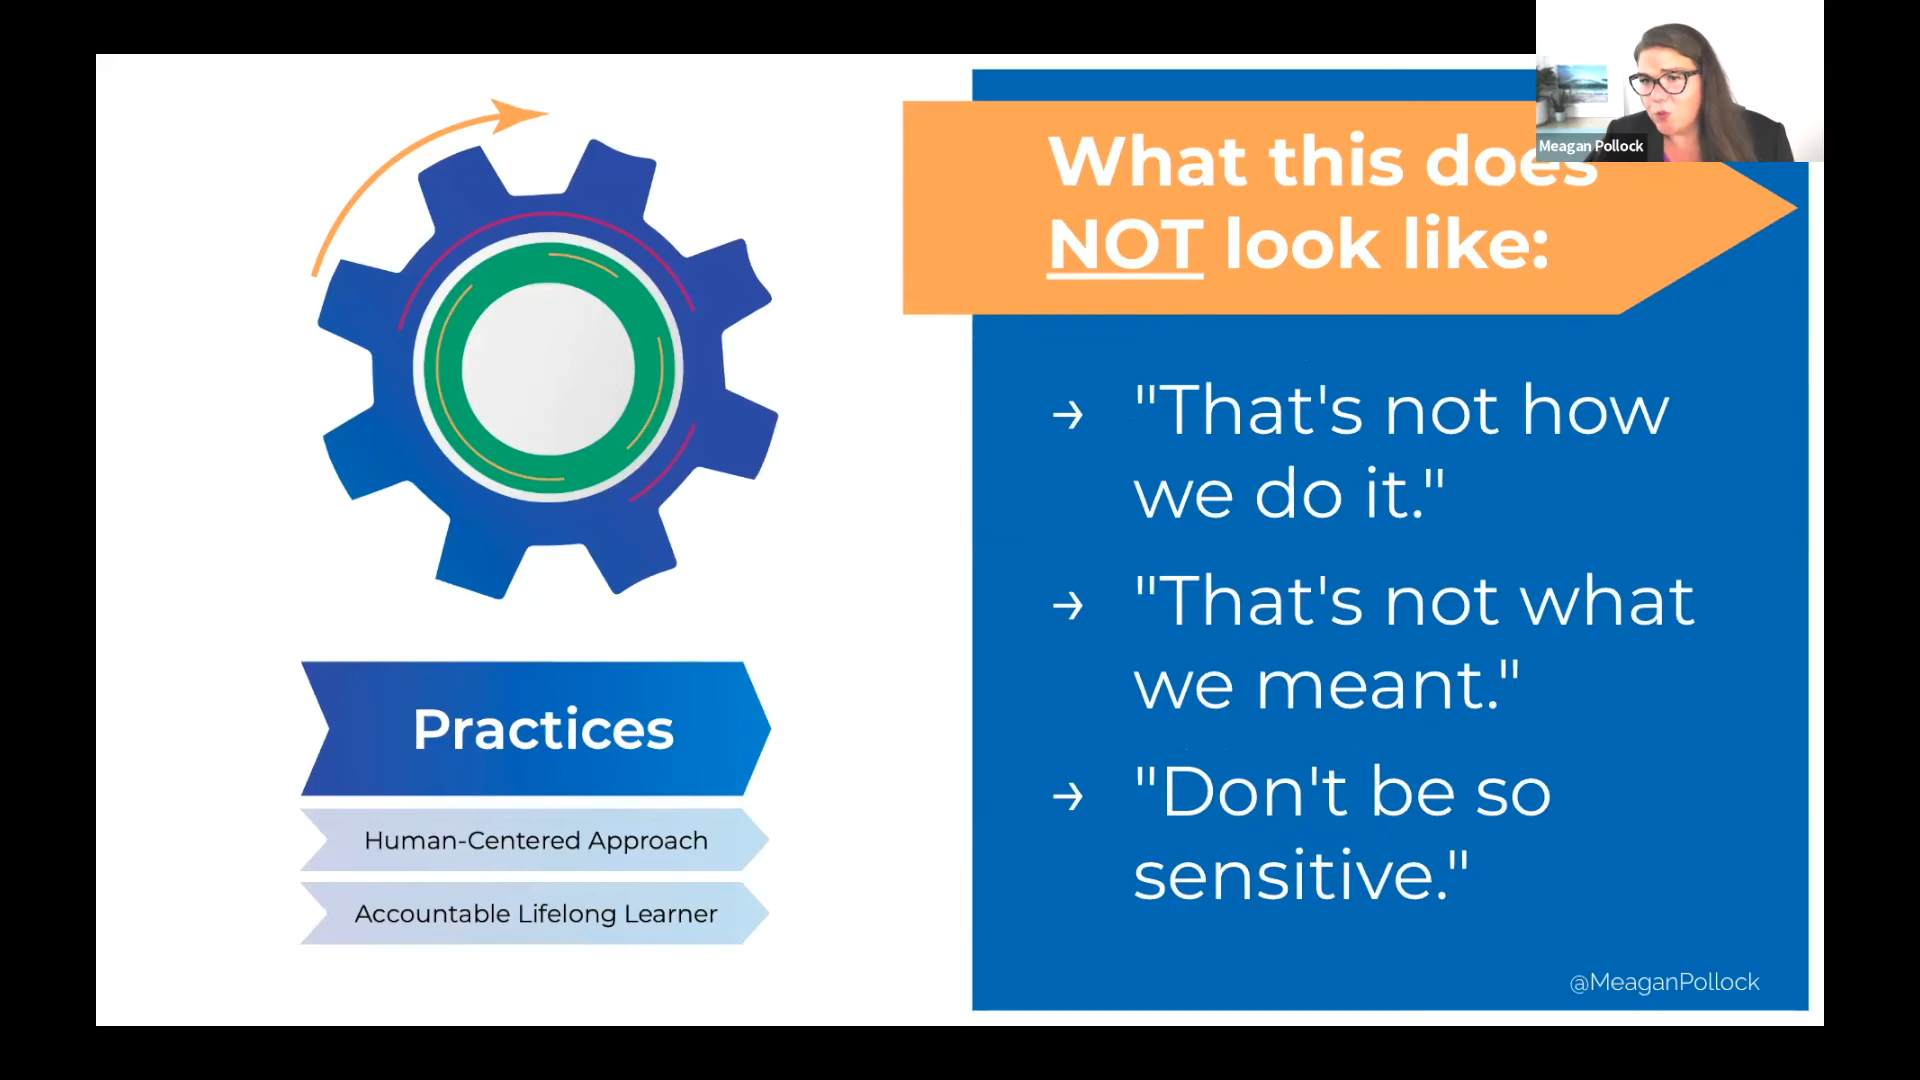 Meagan Pollock
What this does
NOT look like:
→ "That's not how
we do it."
→ "That's not what
we meant."
→ "Don't be so
sensitive."
Practices
Human-Centered Approach
Accountable Lifelong Learner
@MeaganPollock